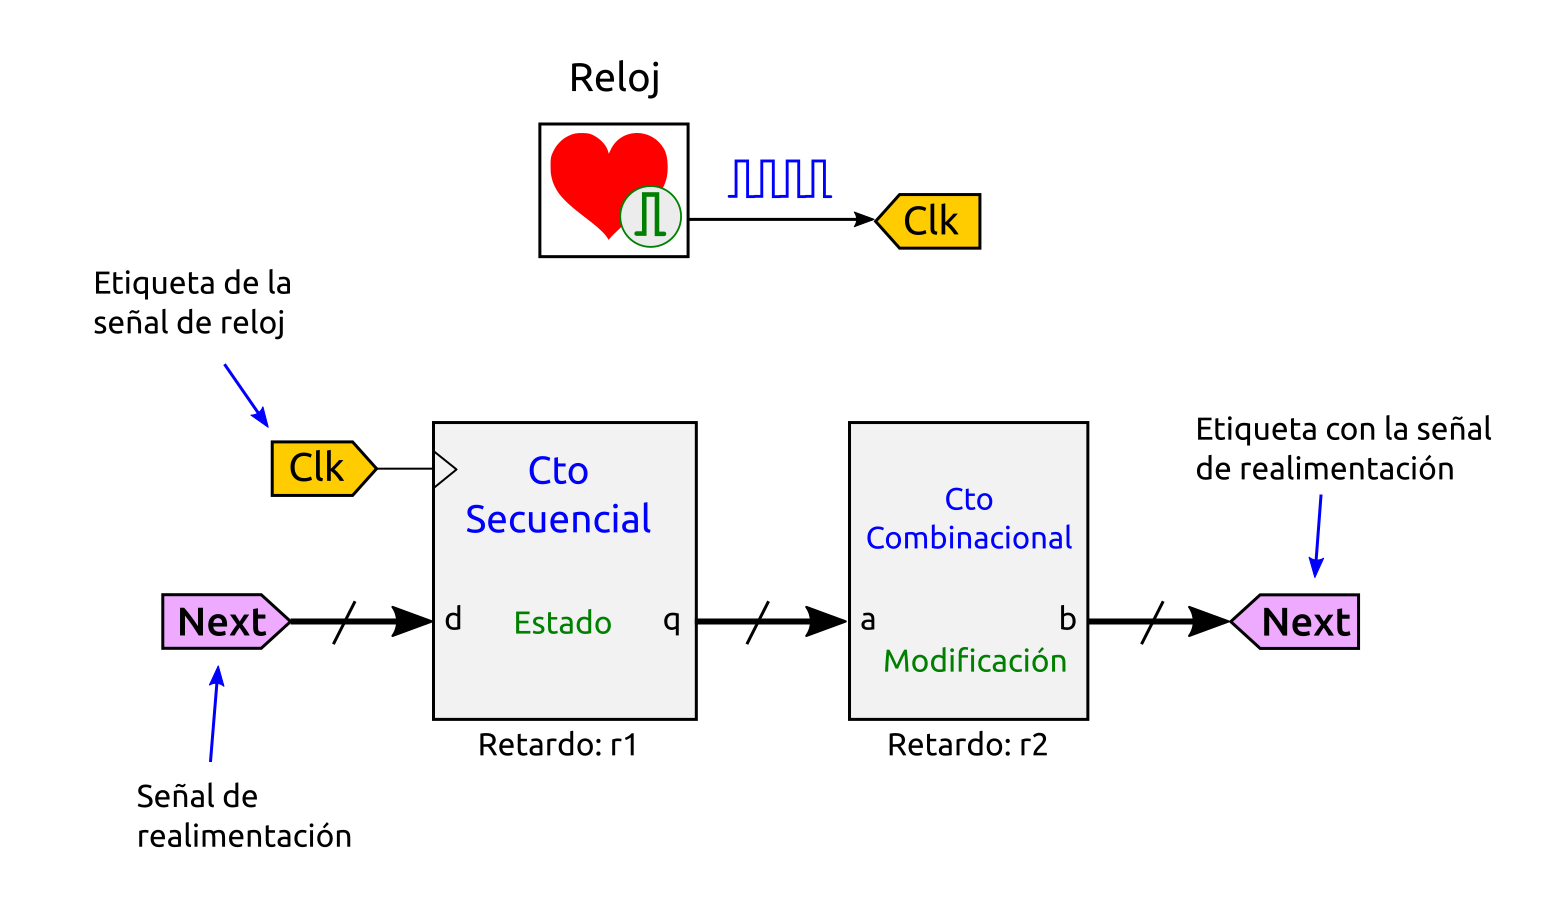 Reloj
Clk
Etiqueta de la
señal de reloj
Clk
Cto
Secuencial
Next
d
Estado
q
Retardo: r1
Cto
Combinacional
a
b
Modificación
Retardo: r2
Etiqueta con la señal
de realimentación
Next
Señal de
realimentación